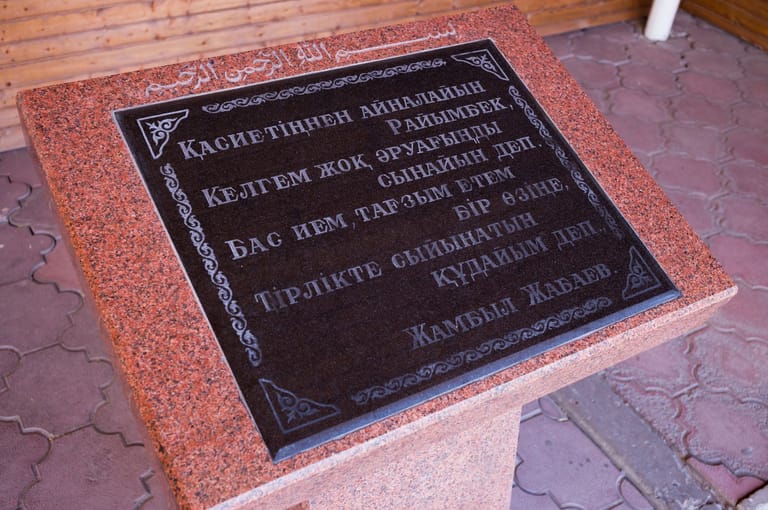 بسم الله الرحمن الرحيم
Қасиетіңнен айналайын
Райымбек,
Келгем жоқ әруағыңды
сынайын деп.
Бас ием, тағзым етем
бір өзіңе,
Тірлікте сыйынатын
құдайым деп.
Жамбыл Жабаев.